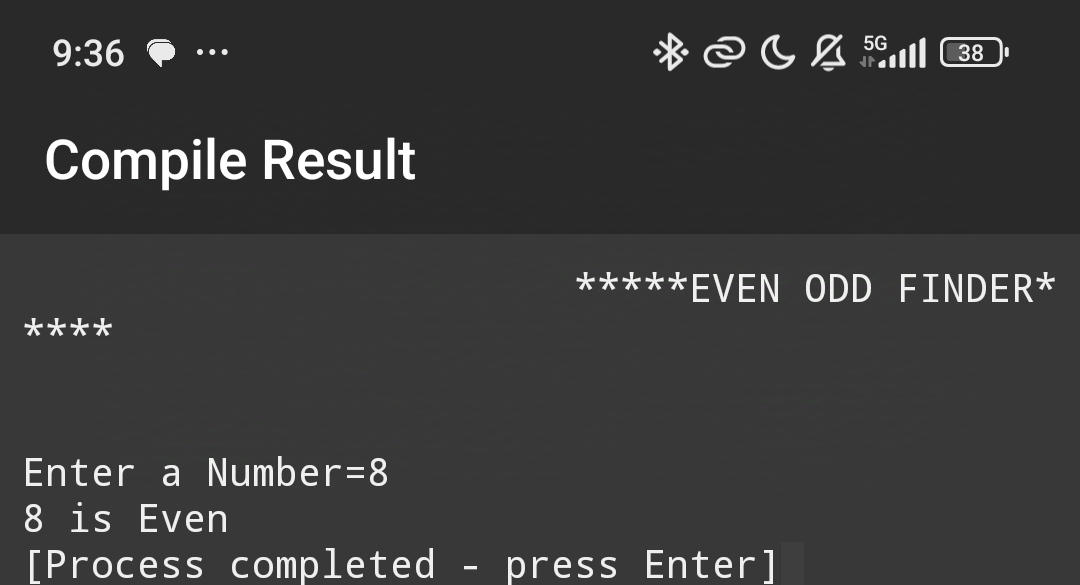 9:36 ... 5G 38
Compile Result
*****EVEN ODD FINDER*
****
Enter a Number=8
8 is Even
[Process completed - press Enter]